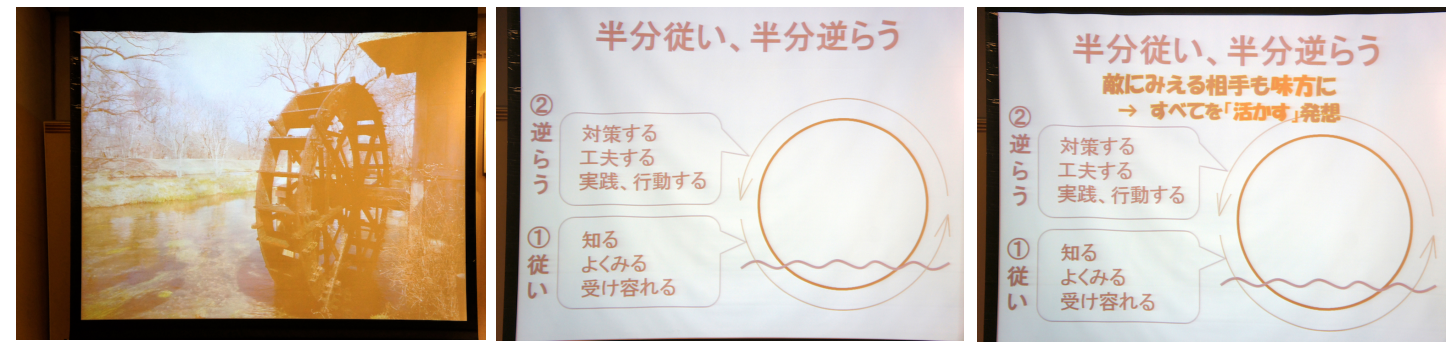 半分従い、半分逆らう
②逆らう
対策する
工夫する
実践、行動する
①従い
知る
よくみる
受け容れる
半分従い、半分逆らう
敵にみえる相手も味方に
→ すべてを「活かす」発想
②逆らう
対策する
工夫する
実践、行動する
①従い
知る
よくみる
受け容れる